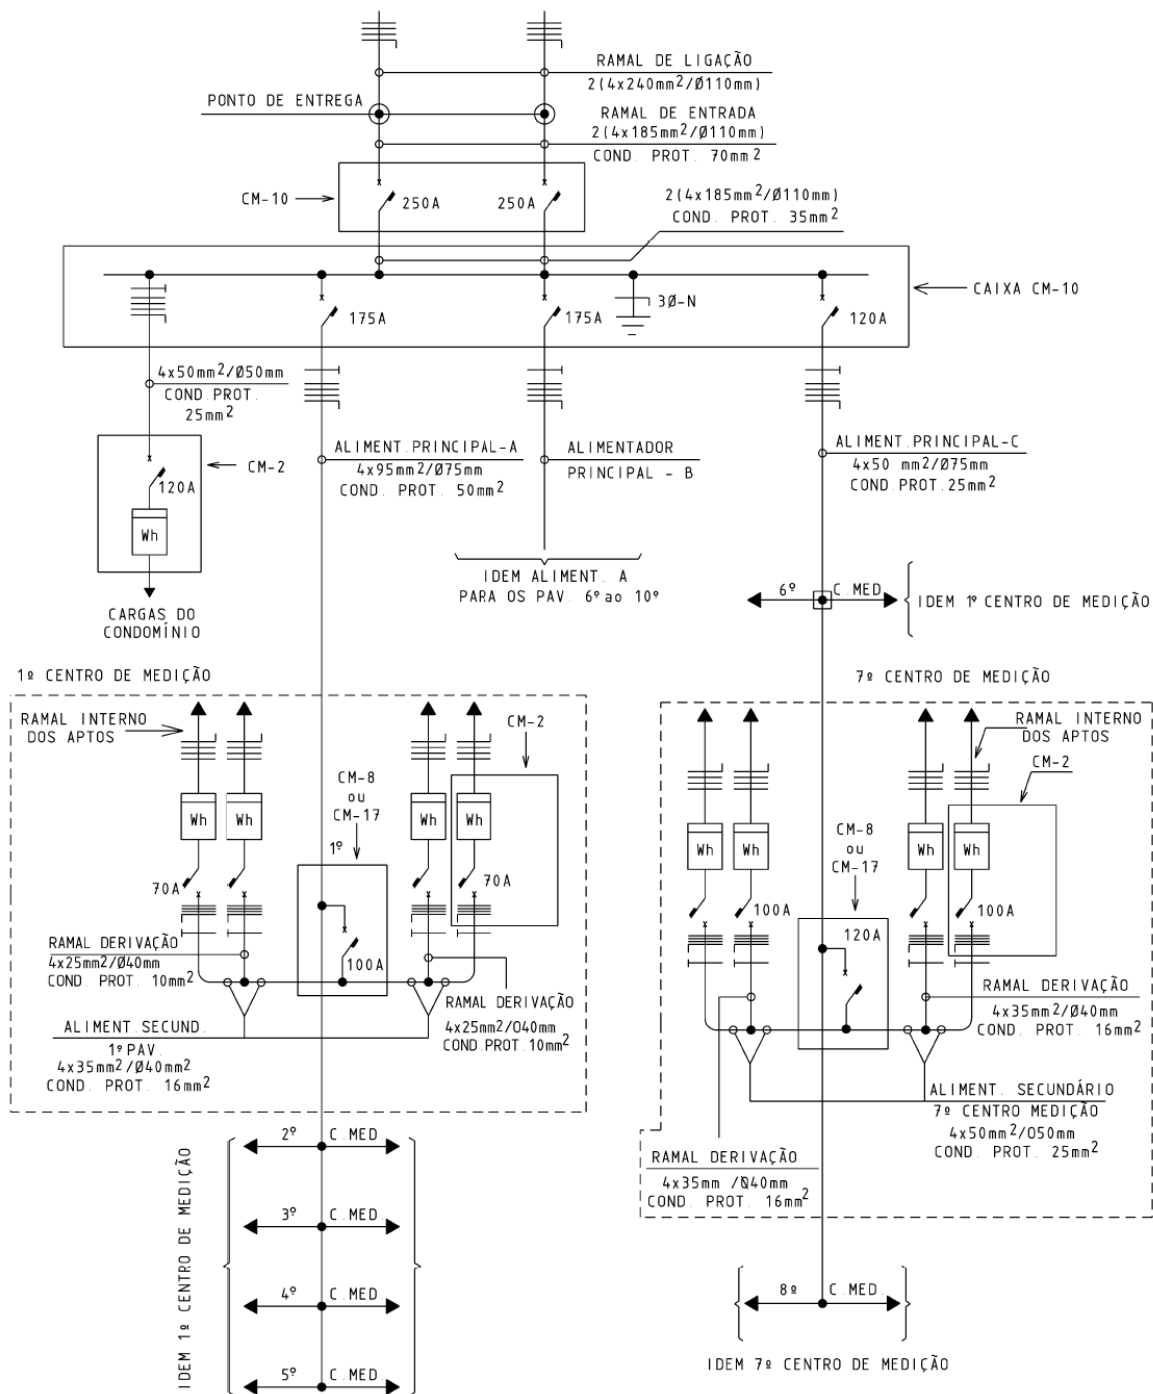 RAMAL DE LIGAÇÃO
2(4x240mm²/Ø110mm)
PONTO DE ENTREGA
RAMAL DE ENTRADA
2(4x185mm²/Ø110mm)
COND. PROT. 70mm²
CM-10
250A
250A
2(4x185mm²/Ø110mm)
COND. PROT. 35mm²
CAIXA CM-10
175A
175A
3Ø-N
120A
4x50mm²/Ø50mm
COND.PROT.
25mm²
CM-2
120A
Wh
CARGAS DO
CONDOMÍNIO
ALIMENT.PRINCIPAL-A
4x95mm²/Ø75mm
COND. PROT. 50mm²
ALIMENTADOR
PRINCIPAL - B
IDEM ALIMENT. A
PARA OS PAV. 6º ao 10º
ALIMENT.PRINCIPAL-C
4x50 mm²/Ø75mm
COND.PROT.25mm²
6º C.MED.
IDEM 1º CENTRO DE MEDIÇÃO
1º CENTRO DE MEDIÇÃO
RAMAL INTERNO
DOS APTOS
CM-2
CM-8
ou
CM-17
1º
Wh
Wh
Wh
Wh
70A
70A
100A
RAMAL DERIVAÇÃO
4x25mm²/Ø40mm
COND. PROT. 10mm²
RAMAL DERIVAÇÃO
4x25mm²/O40mm
COND.PROT.10mm²
ALIMENT.SECUND.
1º PAV.
4x35mm²/Ø40mm²
COND. PROT. 16mm²
IDEM 1º CENTRO DE MEDIÇÃO
2º C.MED.
3º C.MED.
4º C.MED.
5º C.MED.
7º CENTRO DE MEDIÇÃO
RAMAL INTERNO
DOS APTOS
CM-2
CM-8
ou
CM-17
Wh
Wh
Wh
Wh
100A
100A
120A
RAMAL DERIVAÇÃO
4x35mm²/Ø40mm
COND. PROT. 16mm²
ALIMENT. SECUNDÁRIO
7º CENTRO MEDIÇÃO
4x50mm²/O50mm
COND. PROT. 25mm²
RAMAL DERIVAÇÃO
4x35mm /Ø40mm
COND. PROT. 16mm²
8º C.MED.
IDEM 7º CENTRO DE MEDIÇÃO